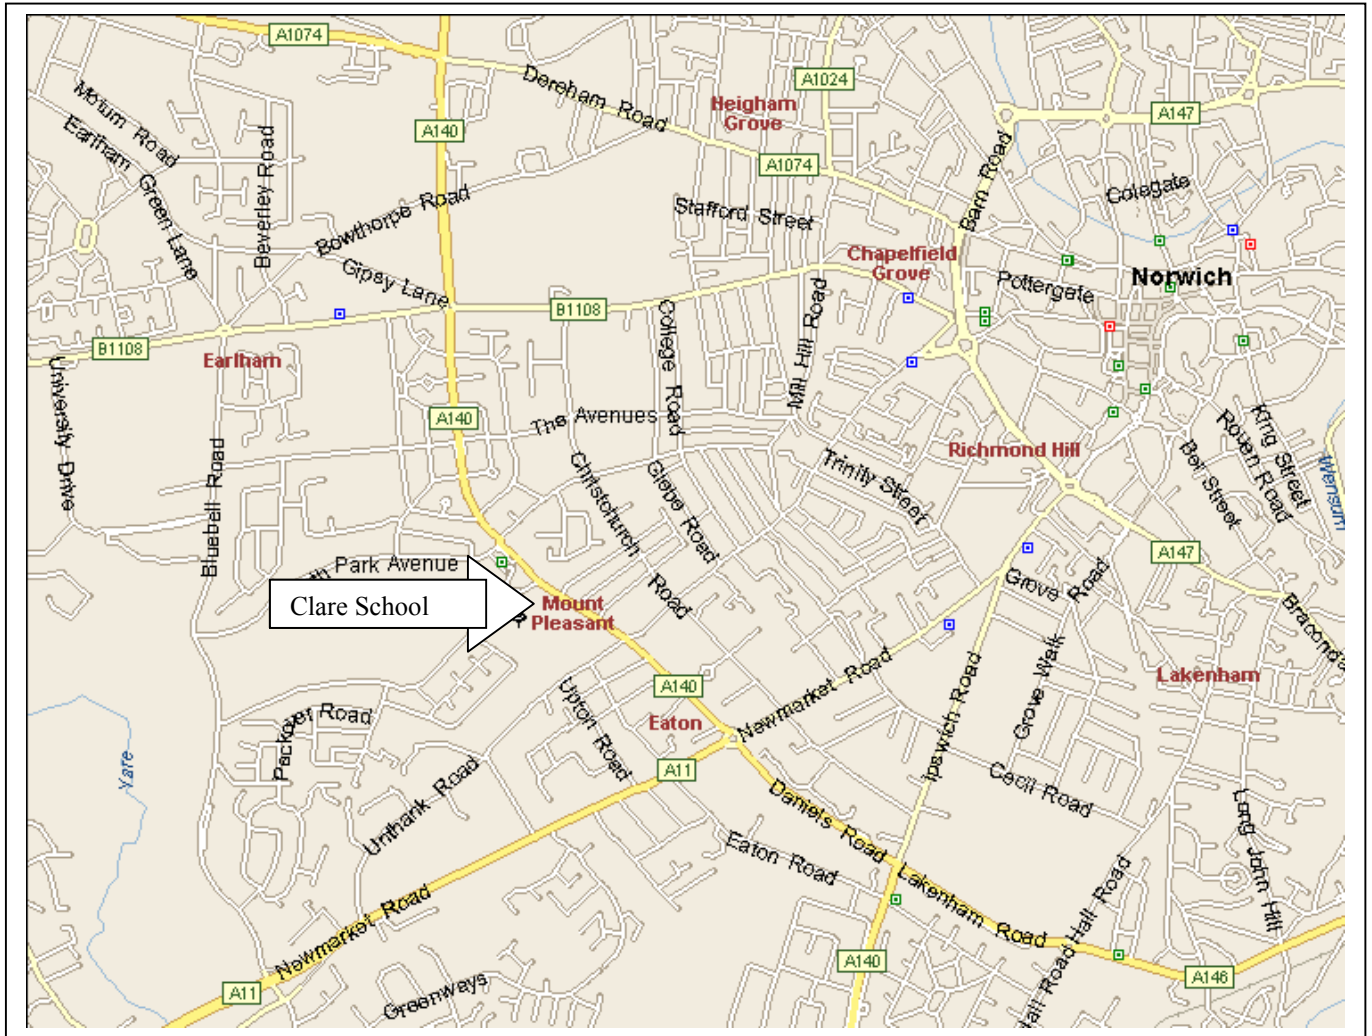 A1074
Dereham Road
A1024
Heigham
Grove
A147
Motum Road
Earlham Green Lane
Beverley Road
A140
A1074
Barn Road
Colegate
Bowthorpe Road
Stafford Street
Gipsy Lane
Chapelfield
Grove
Pottergate
Norwich
B1108
B1108
Earlham
University Drive
College Road
Mill Hill Road
A140
The Avenues
Richmond Hill
King Street
Rouen Road
Ber Street
Wensum
Bluebell Road
Christchurch Road
Glebe Road
Trinity Street
Park Avenue
A147
Clare School
Mount
Pleasant
Grove Road
Bracondale
Grove Walk
Lakenham
A140
Newmarket Road
Eaton
Upton Road
Ipswich Road
Yare
Unthank Road
A11
Cecil Road
Daniels Road
Long John Hill
Eaton Road
Lakenham Road
Hall Road
Newmarket Road
A11
Greenways
A140
A146
Hall Road